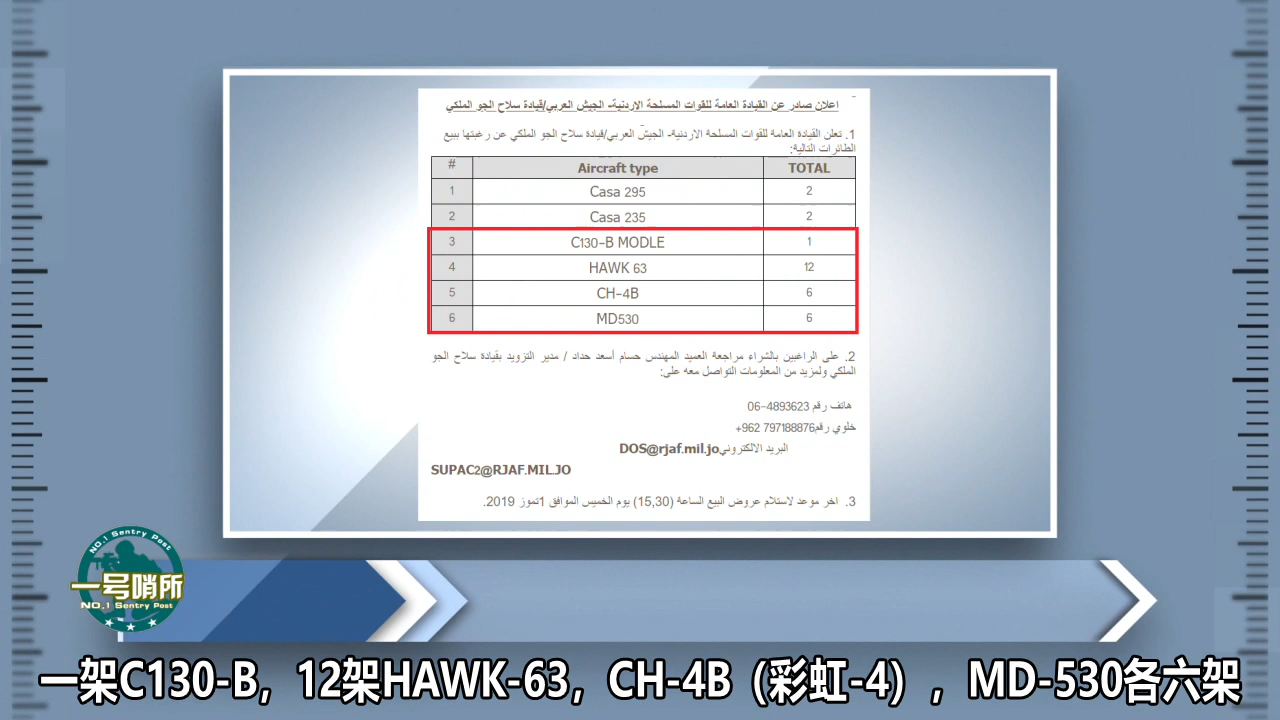 اعلان صادر عن القيادة العامة للقوات المسلحة الاردنية- الجيش العربي/قيادة سلاح الجو الملكي
1. تعلن القيادة العامة للقوات المسلحة الاردنية- الجيش العربي/قيادة سلاح الجو الملكي عن رغبتها ببيع
الطائرات التالية:
# Aircraft type TOTAL
1 Casa 295 2
2 Casa 235 2
3 C130-B MODLE 1
4 HAWK 63 12
5 CH-4B 6
6 MD530 6
2. على الراغبين بالشراء مراجعة العميد المهندس حسام أسعد حداد / مدير التزويد بقيادة سلاح الجو
الملكي ولمزيد من المعلومات التواصل معه على:
هاتف رقم 06-4893623
خلوي رقم797188876 962+
البريد الالكترونيDOS@rjaf.mil.jo
SUPAC2@RJAF.MIL.JO
3. اخر موعد لاستلام عروض البيع الساعة (15,30) يوم الخميس الموافق 1تموز 2019.
NO.1 Sentry Post
一号哨所
NO.1 Sentry Post
一架C130-B，12架HAWK-63，CH-4B（彩虹-4），MD-530各六架